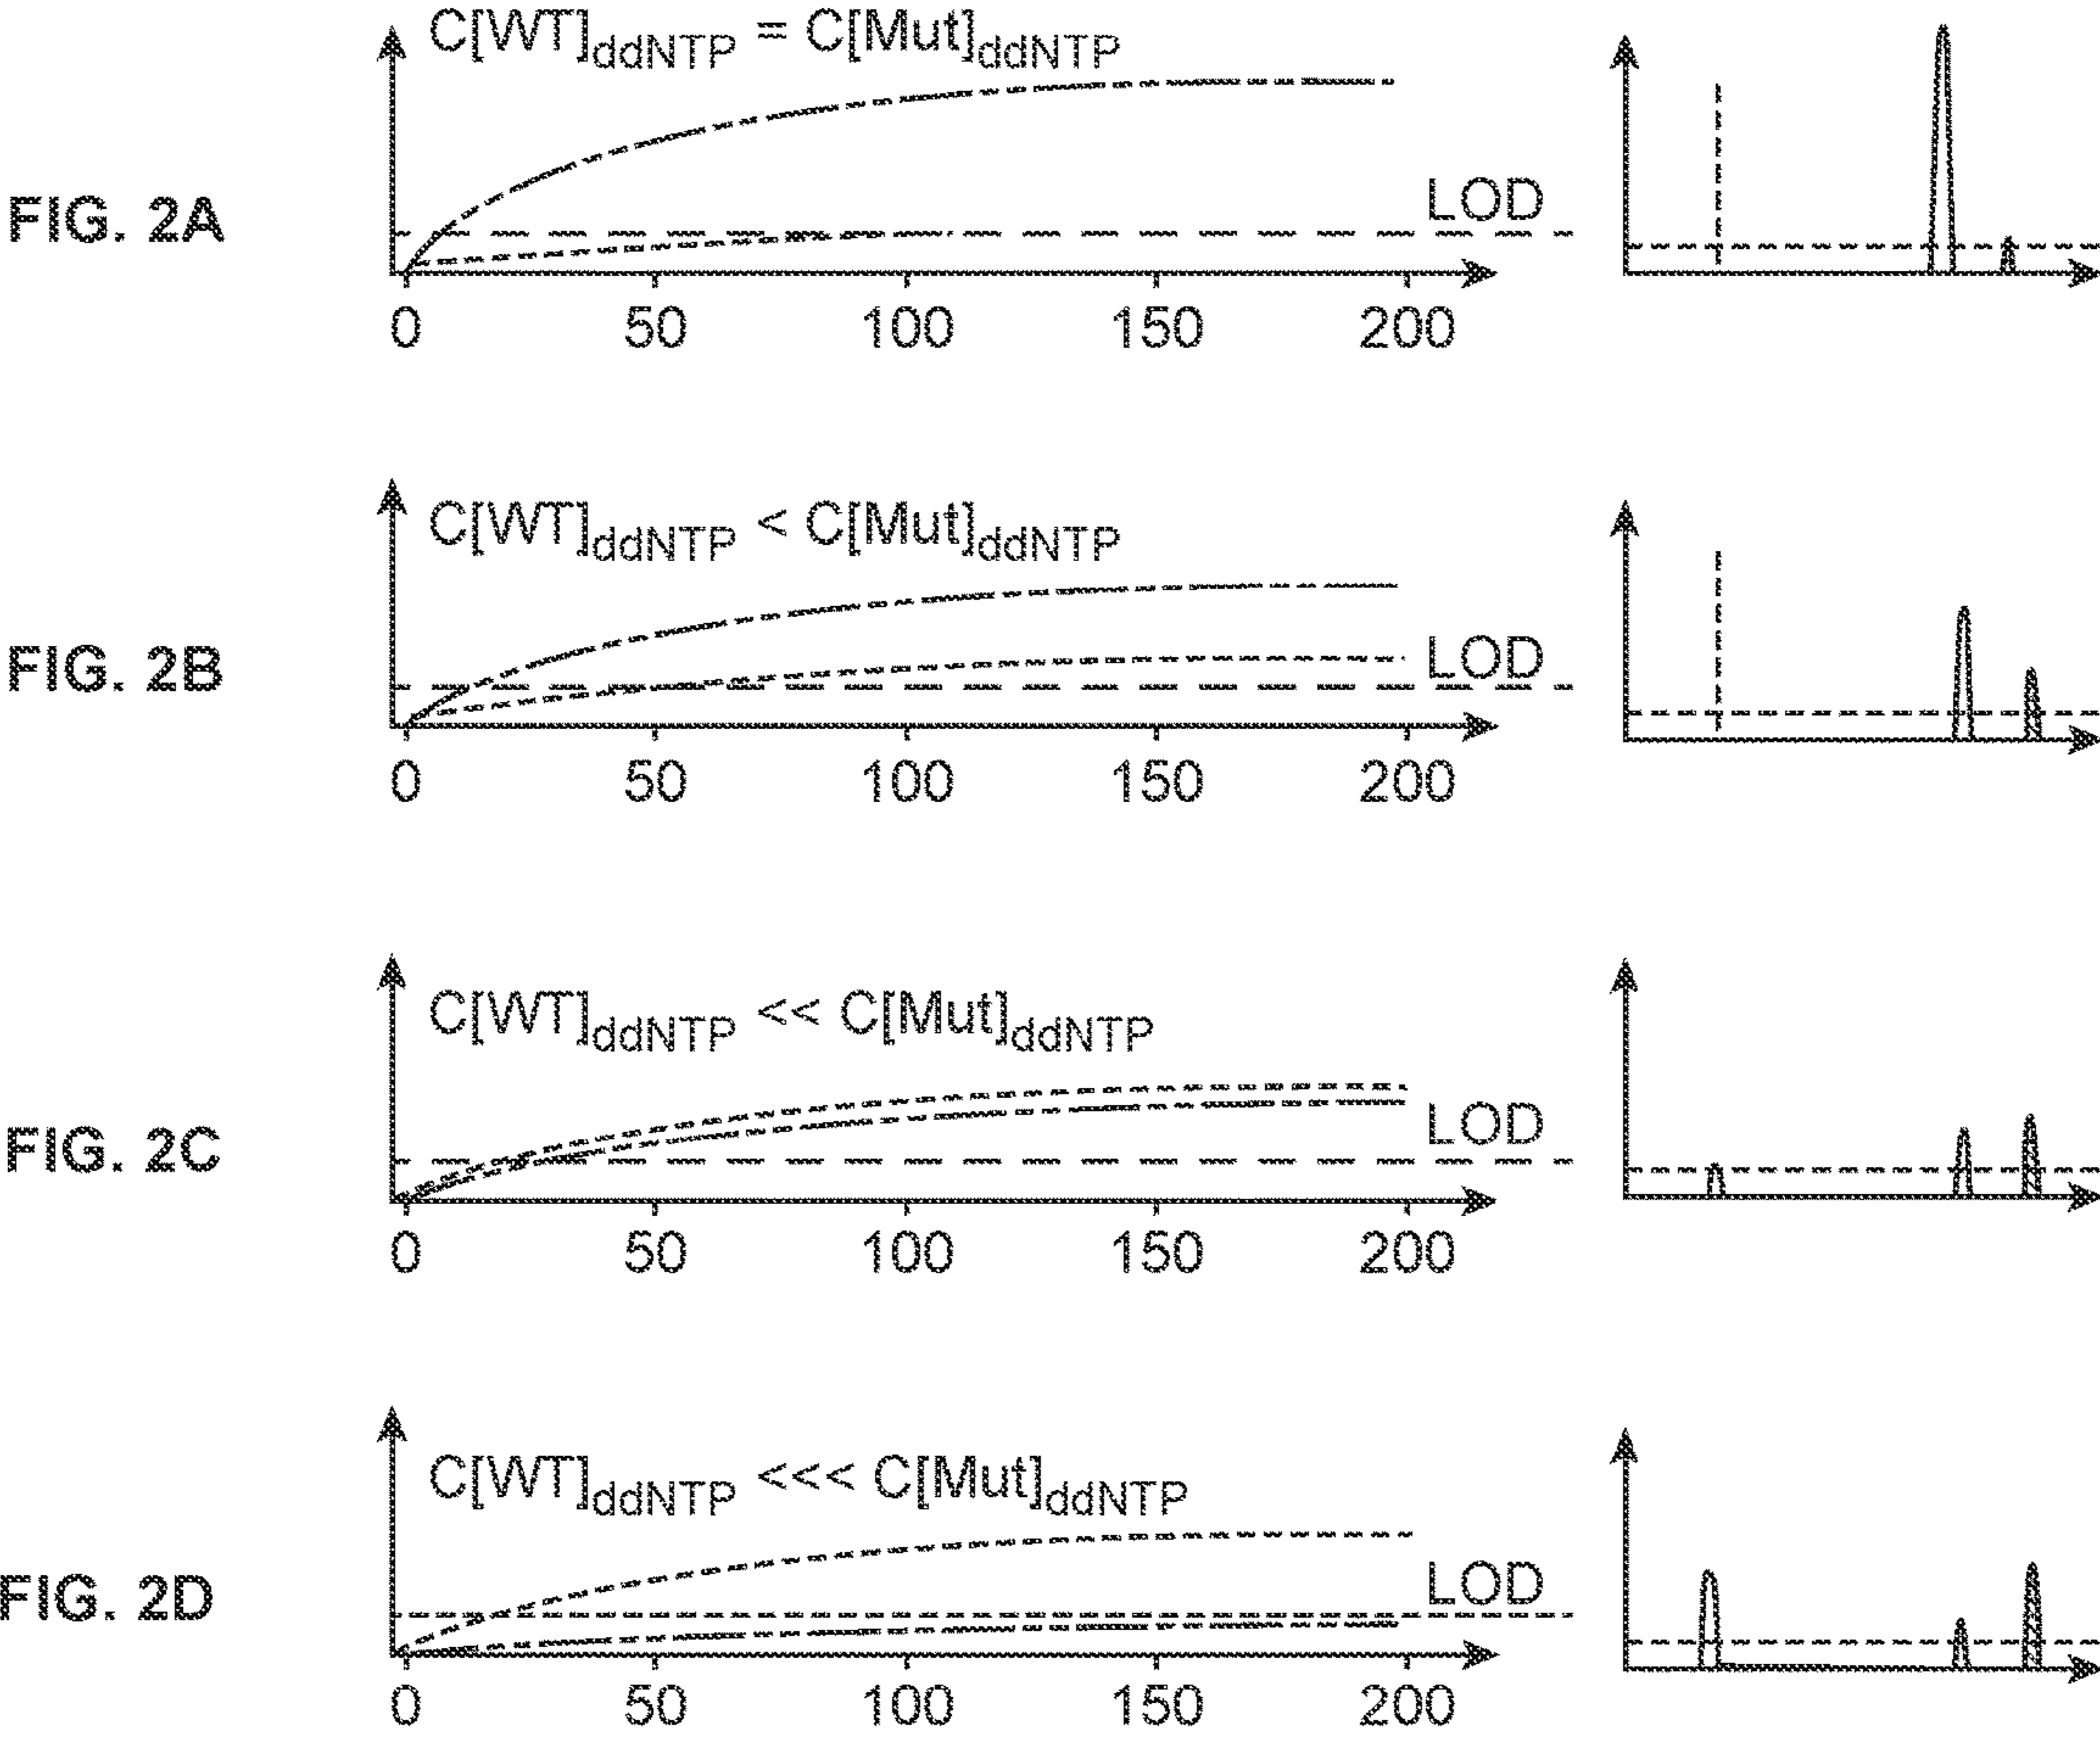 C[WT]ddNTP = C[Mut]ddNTP
LOD
FIG. 2A
0 50 100 150 200
C[WT]ddNTP < C[Mut]ddNTP
LOD
FIG. 2B
0 50 100 150 200
C[WT]ddNTP << C[Mut]ddNTP
LOD
FIG. 2C
0 50 100 150 200
C[WT]ddNTP <<< C[Mut]ddNTP
LOD
FIG. 2D
0 50 100 150 200